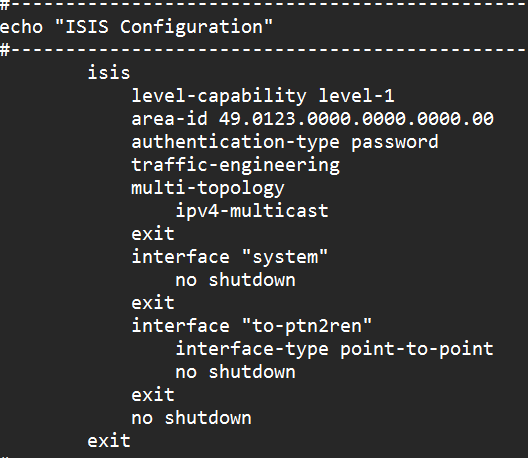 #--------------------------------------------------
echo "ISIS Configuration"
#--------------------------------------------------
        isis
            level-capability level-1
            area-id 49.0123.0000.0000.0000.00
            authentication-type password
            traffic-engineering
            multi-topology
                ipv4-multicast
            exit
            interface "system"
                no shutdown
            exit
            interface "to-ptn2ren"
                interface-type point-to-point
                no shutdown
            exit
            no shutdown
        exit